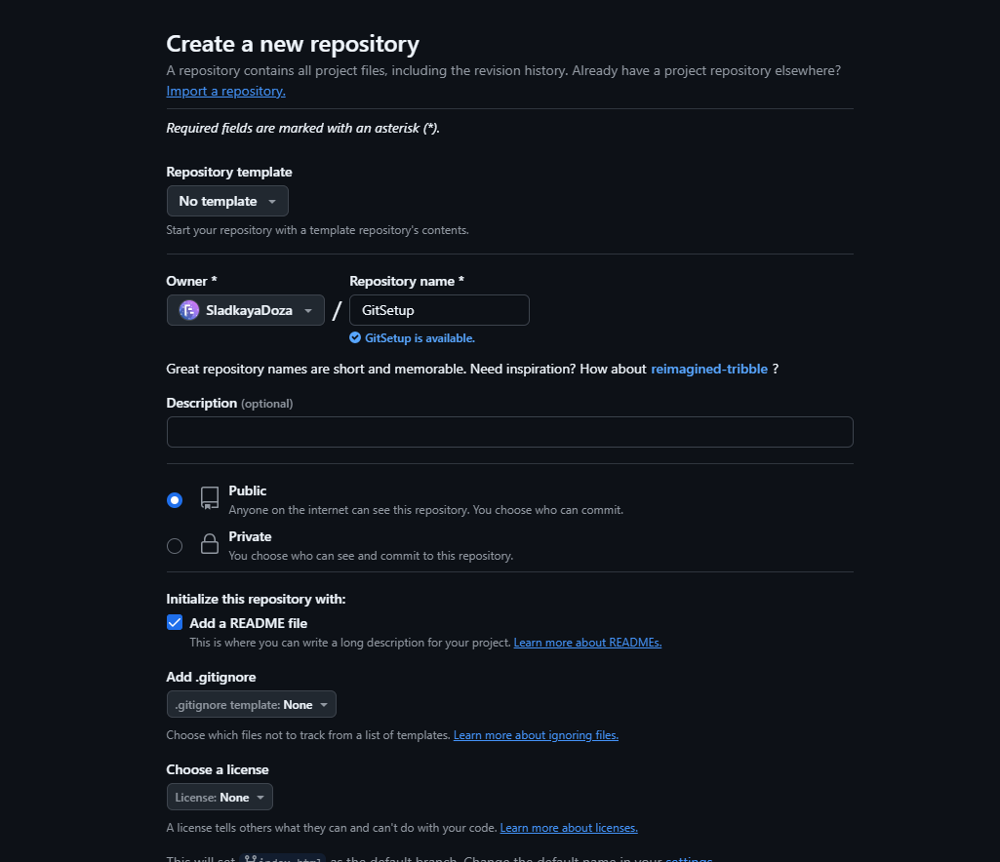 Create a new repository
A repository contains all project files, including the revision history. Already have a project repository elsewhere?
Import a repository.
Required fields are marked with an asterisk (*).
Repository template
No template
Start your repository with a template repository's contents.
Owner * Repository name *
SladkayaDoza / GitSetup
GitSetup is available.
Great repository names are short and memorable. Need inspiration? How about reimagined-tribble ?
Description (optional)
Public
Anyone on the internet can see this repository. You choose who can commit.
Private
You choose who can see and commit to this repository.
Initialize this repository with:
Add a README file
This is where you can write a long description for your project. Learn more about READMEs.
Add .gitignore
.gitignore template: None
Choose which files not to track from a list of templates. Learn more about ignoring files.
Choose a license
License: None
A license tells others what they can and can't do with your code. Learn more about licenses.
This will set index.html as the default branch. Change the default name in your settings.